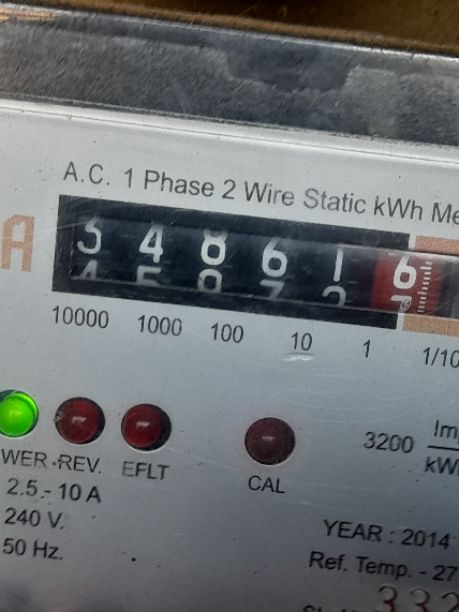 A.C. 1 Phase 2 Wire Static kWh Me
A
3 4 8 6 1 6
10000 1000 100 10 1 1/10
3200 Im
kW
WER REV. EFLT CAL
2.5 - 10 A
240 V.
50 Hz.
YEAR : 2014
Ref. Temp. - 27
332